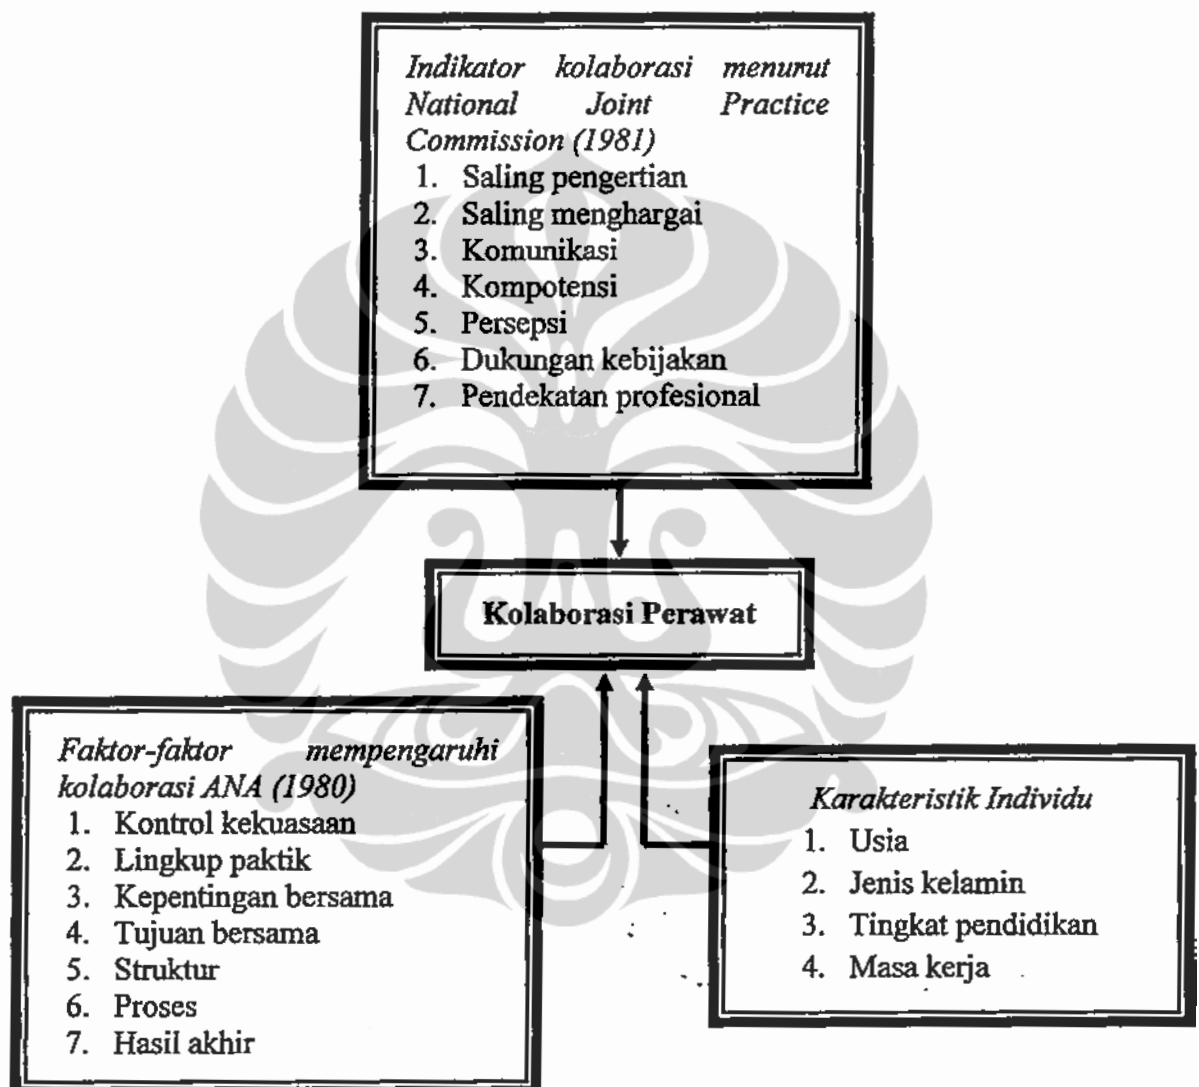 Indikator kolaborasi menurut
National Joint Practice
Commission (1981)
1. Saling pengertian
2. Saling menghargai
3. Komunikasi
4. Kompotensi
5. Persepsi
6. Dukungan kebijakan
7. Pendekatan profesional
Kolaborasi Perawat
Faktor-faktor mempengaruhi
kolaborasi ANA (1980)
1. Kontrol kekuasaan
2. Lingkup paktik
3. Kepentingan bersama
4. Tujuan bersama
5. Struktur
6. Proses
7. Hasil akhir
Karakteristik Individu
1. Usia
2. Jenis kelamin
3. Tingkat pendidikan
4. Masa kerja